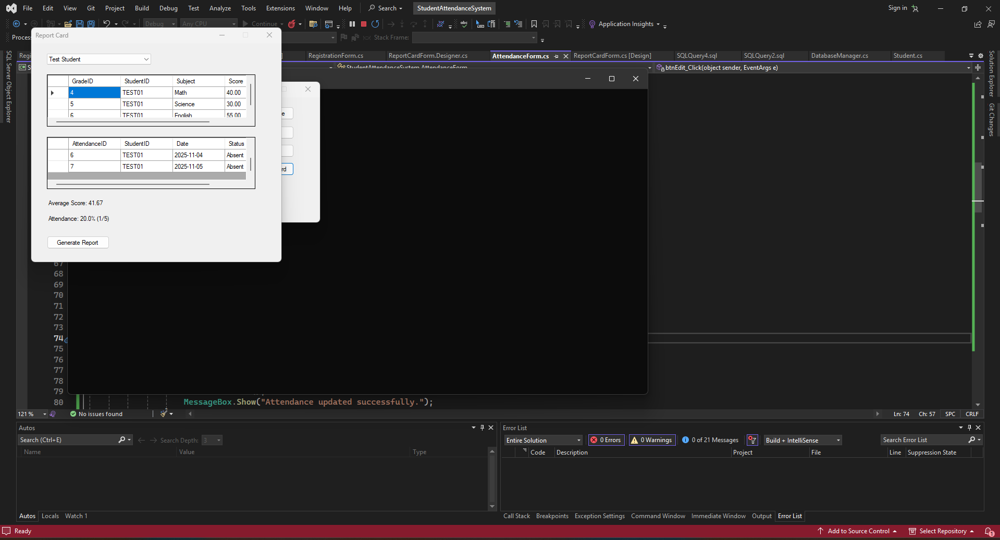 File Edit View Git Project Build Debug Test Analyze Tools Extensions Window Help Search StudentAttendanceSystem Sign in
Debug Any CPU Continue Application Insights
Stack Frame:
RegistrationForm.cs ReportCardForm.Designer.cs AttendanceForm.cs ReportCardForm.cs [Design] SQLQuery4.sql SQLQuery2.sql DatabaseManager.cs Student.cs
StudentAttendanceSystem.AttendanceForm btnEdit_Click(object sender, EventArgs e)
SQL Server Object Explorer
Solution Explorer
Git Changes
Report Card
Test Student
GradeID StudentID Subject Score
4 TEST01 Math 40.00
5 TEST01 Science 30.00
6 TEST01 English 55.00
AttendanceID StudentID Date Status
6 TEST01 2025-11-04 Absent
7 TEST01 2025-11-05 Absent
Average Score: 41.67
Attendance: 20.0% (1/5)
Generate Report
67
68
69
70
71
72
73
74
75
76
77
78
79
80 MessageBox.Show("Attendance updated successfully.");
121 % No issues found Ln: 74 Ch: 57 SPC CRLF
Autos
Search (Ctrl+E) Search Depth: 3
Name Value Type
Autos Locals Watch 1
Error List
Entire Solution 0 Errors 0 Warnings 0 of 21 Messages Build + IntelliSense Search Error List
Code Description Project File Line Suppression State
Call Stack Breakpoints Exception Settings Command Window Immediate Window Output Error List
Ready Add to Source Control Select Repository 1